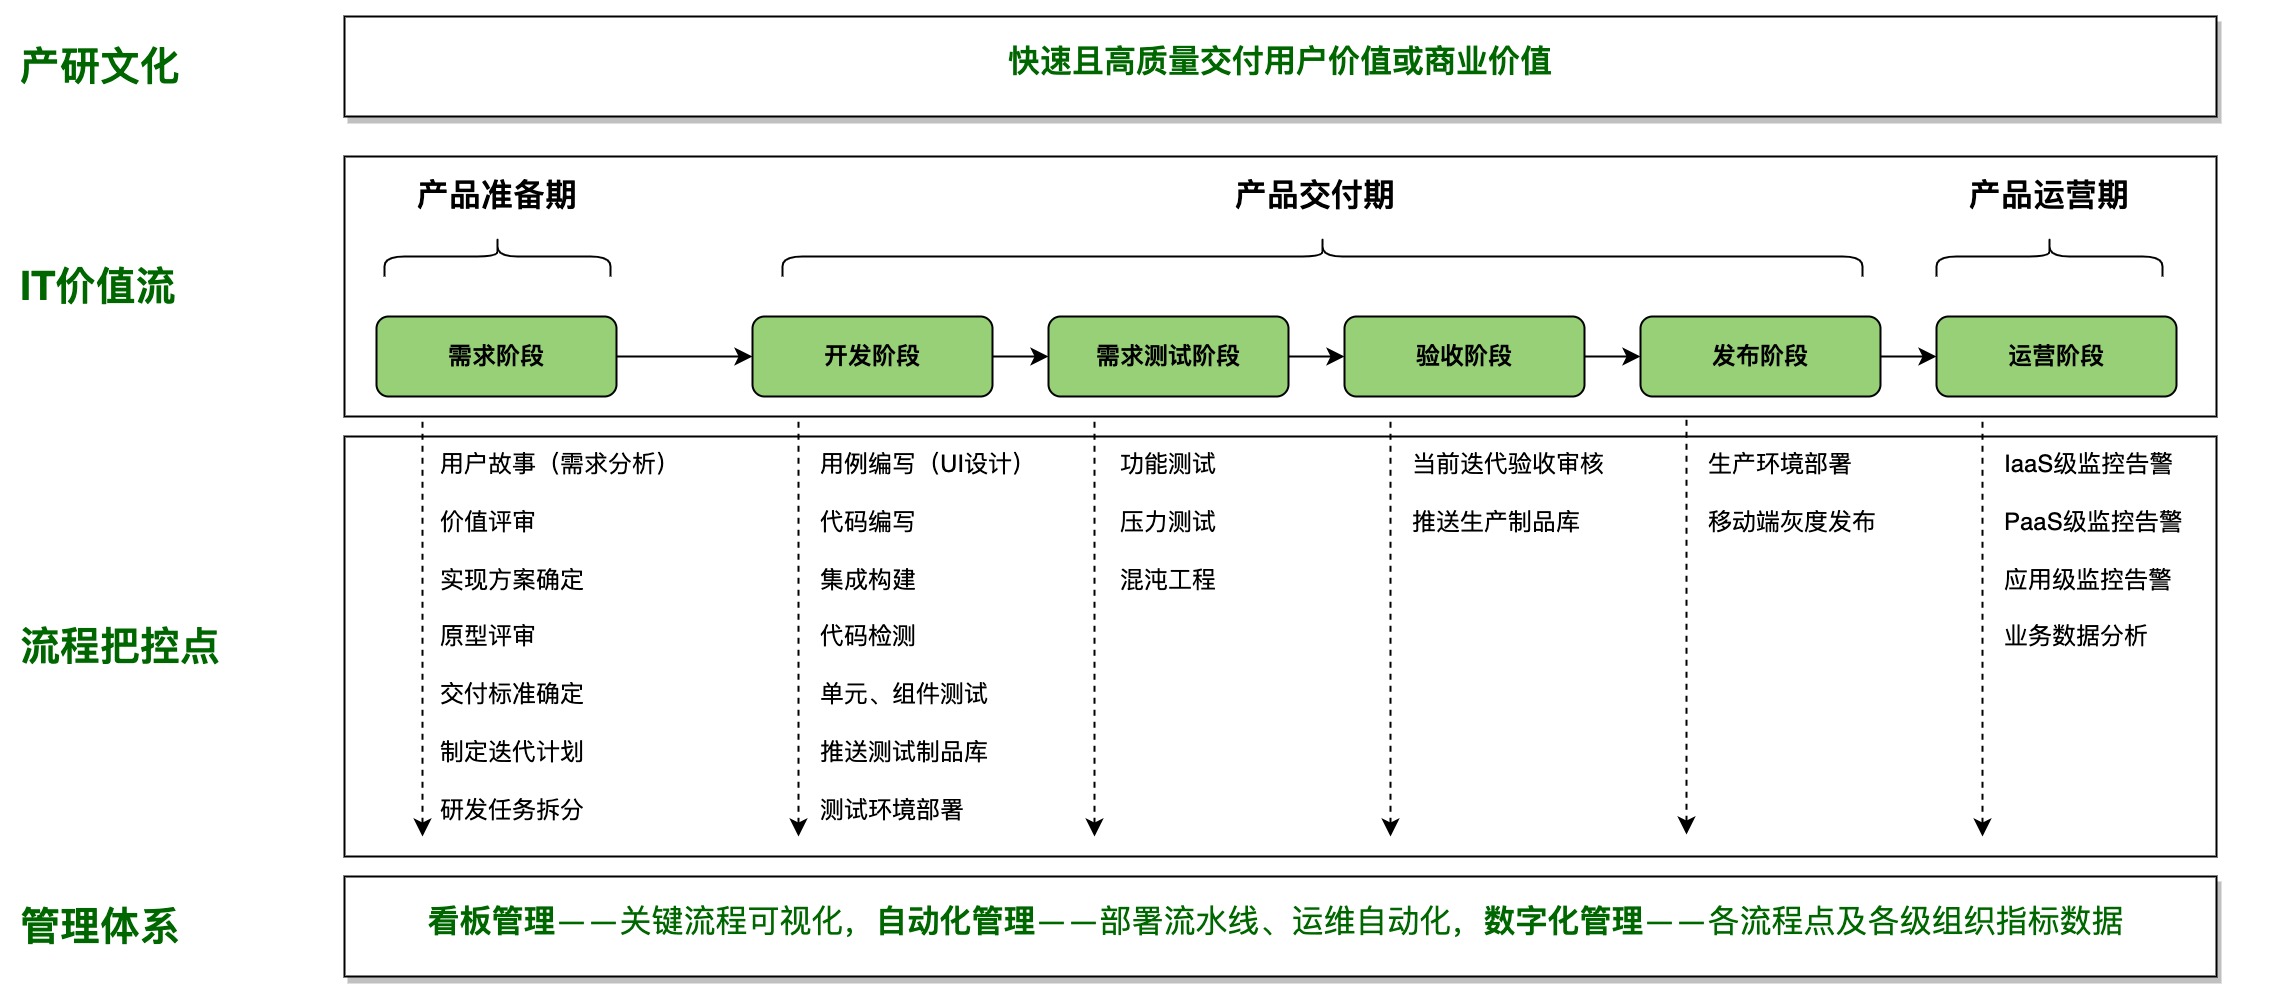 产研文化
快速且高质量交付用户价值或商业价值
IT价值流
产品准备期
产品交付期
产品运营期
需求阶段
开发阶段
需求测试阶段
验收阶段
发布阶段
运营阶段
流程把控点
用户故事（需求分析）
价值评审
实现方案确定
原型评审
交付标准确定
制定迭代计划
研发任务拆分
用例编写（UI设计）
代码编写
集成构建
代码检测
单元、组件测试
推送测试制品库
测试环境部署
功能测试
压力测试
混沌工程
当前迭代验收审核
推送生产制品库
生产环境部署
移动端灰度发布
IaaS级监控告警
PaaS级监控告警
应用级监控告警
业务数据分析
管理体系
看板管理——关键流程可视化，自动化管理——部署流水线、运维自动化，数字化管理——各流程点及各级组织指标数据